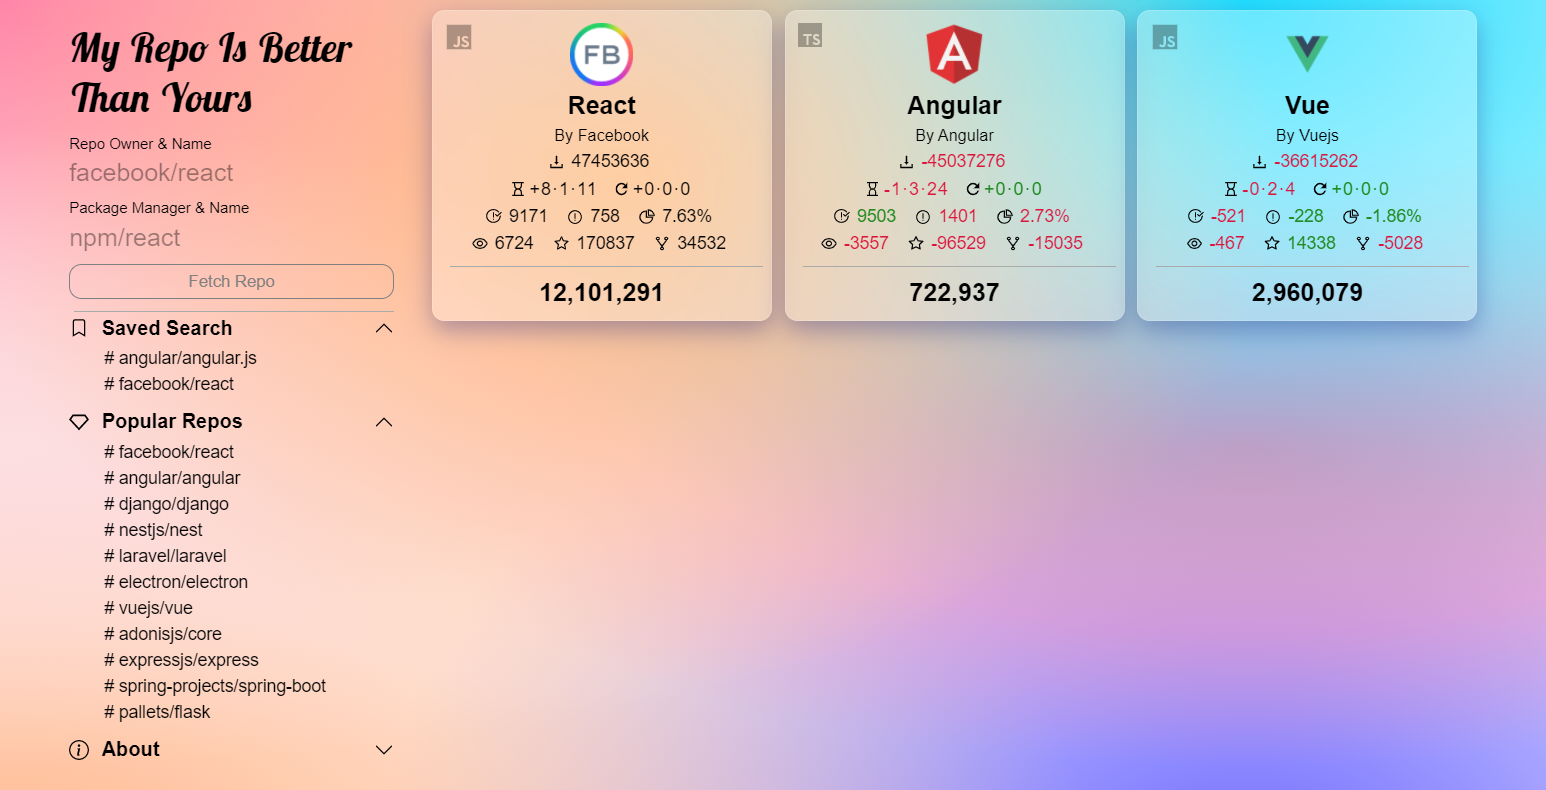 My Repo Is Better
Than Yours
Repo Owner & Name
facebook/react
Package Manager & Name
npm/react
Fetch Repo
Saved Search
# angular/angular.js
# facebook/react
Popular Repos
# facebook/react
# angular/angular
# django/django
# nestjs/nest
# laravel/laravel
# electron/electron
# vuejs/vue
# adonisjs/core
# expressjs/express
# spring-projects/spring-boot
# pallets/flask
About
JS
FB
React
By Facebook
47453636
+8·1·11 +0·0·0
9171 758 7.63%
6724 170837 34532
12,101,291
TS
A
Angular
By Angular
-45037276
-1·3·24 +0·0·0
9503 1401 2.73%
-3557 -96529 -15035
722,937
JS
Vue
By Vuejs
-36615262
-0·2·4 +0·0·0
-521 -228 -1.86%
-467 14338 -5028
2,960,079